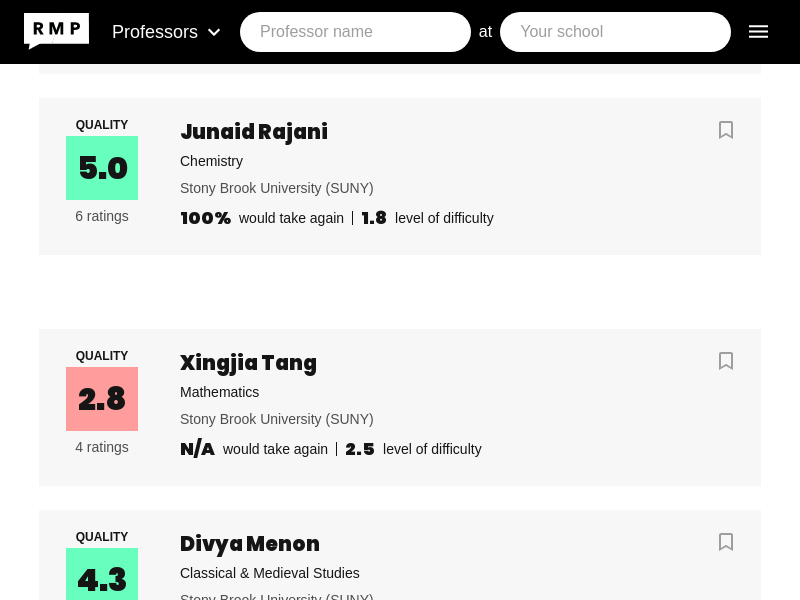 RMP Professors Professor name at Your school
QUALITY
5.0
6 ratings
Junaid Rajani
Chemistry
Stony Brook University (SUNY)
100% would take again | 1.8 level of difficulty
QUALITY
2.8
4 ratings
Xingjia Tang
Mathematics
Stony Brook University (SUNY)
N/A would take again | 2.5 level of difficulty
QUALITY
4.3
Divya Menon
Classical & Medieval Studies
Stony Brook University (SUNY)